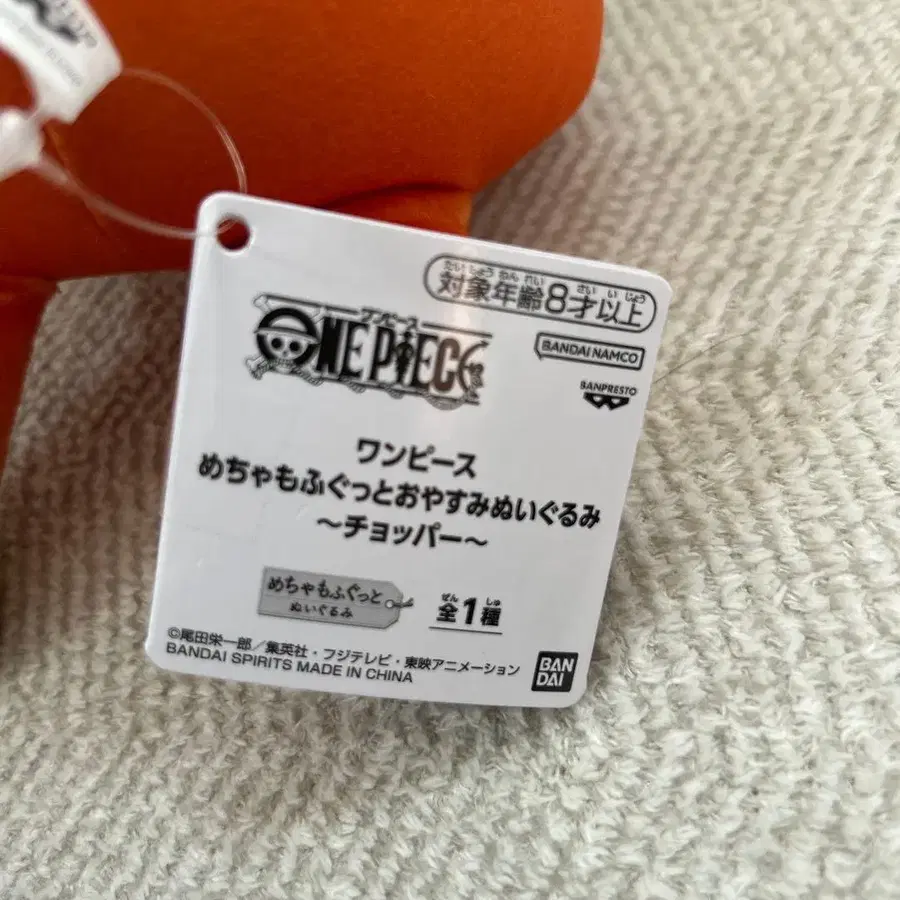 たいしょうねんれい さいいじょう
対象年齢8才以上
ワンピース
ONE PIECE
BANDAI NAMCO
BANPRESTO
ワンピース
めちゃもふぐっとおやすみぬいぐるみ
～チョッパー～
めちゃもふぐっと
ぬいぐるみ
ぜん しゅ
全1種
©尾田栄一郎／集英社・フジテレビ・東映アニメーション
BANDAI SPIRITS MADE IN CHINA
BAN
DAI